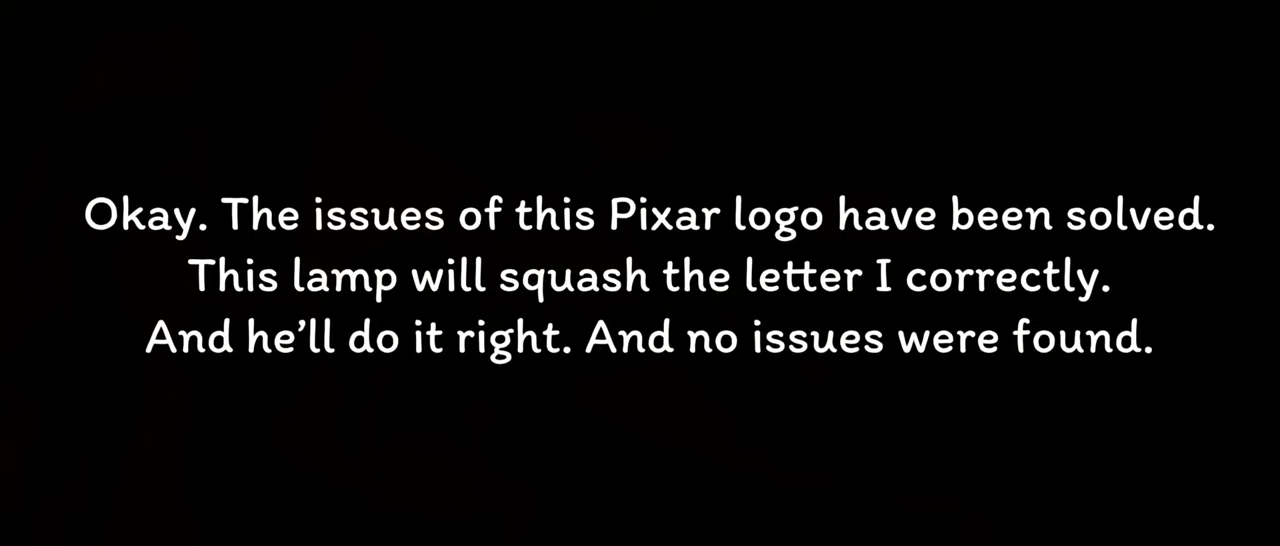 Okay. The issues of this Pixar logo have been solved.
This lamp will squash the letter I correctly.
And he’ll do it right. And no issues were found.